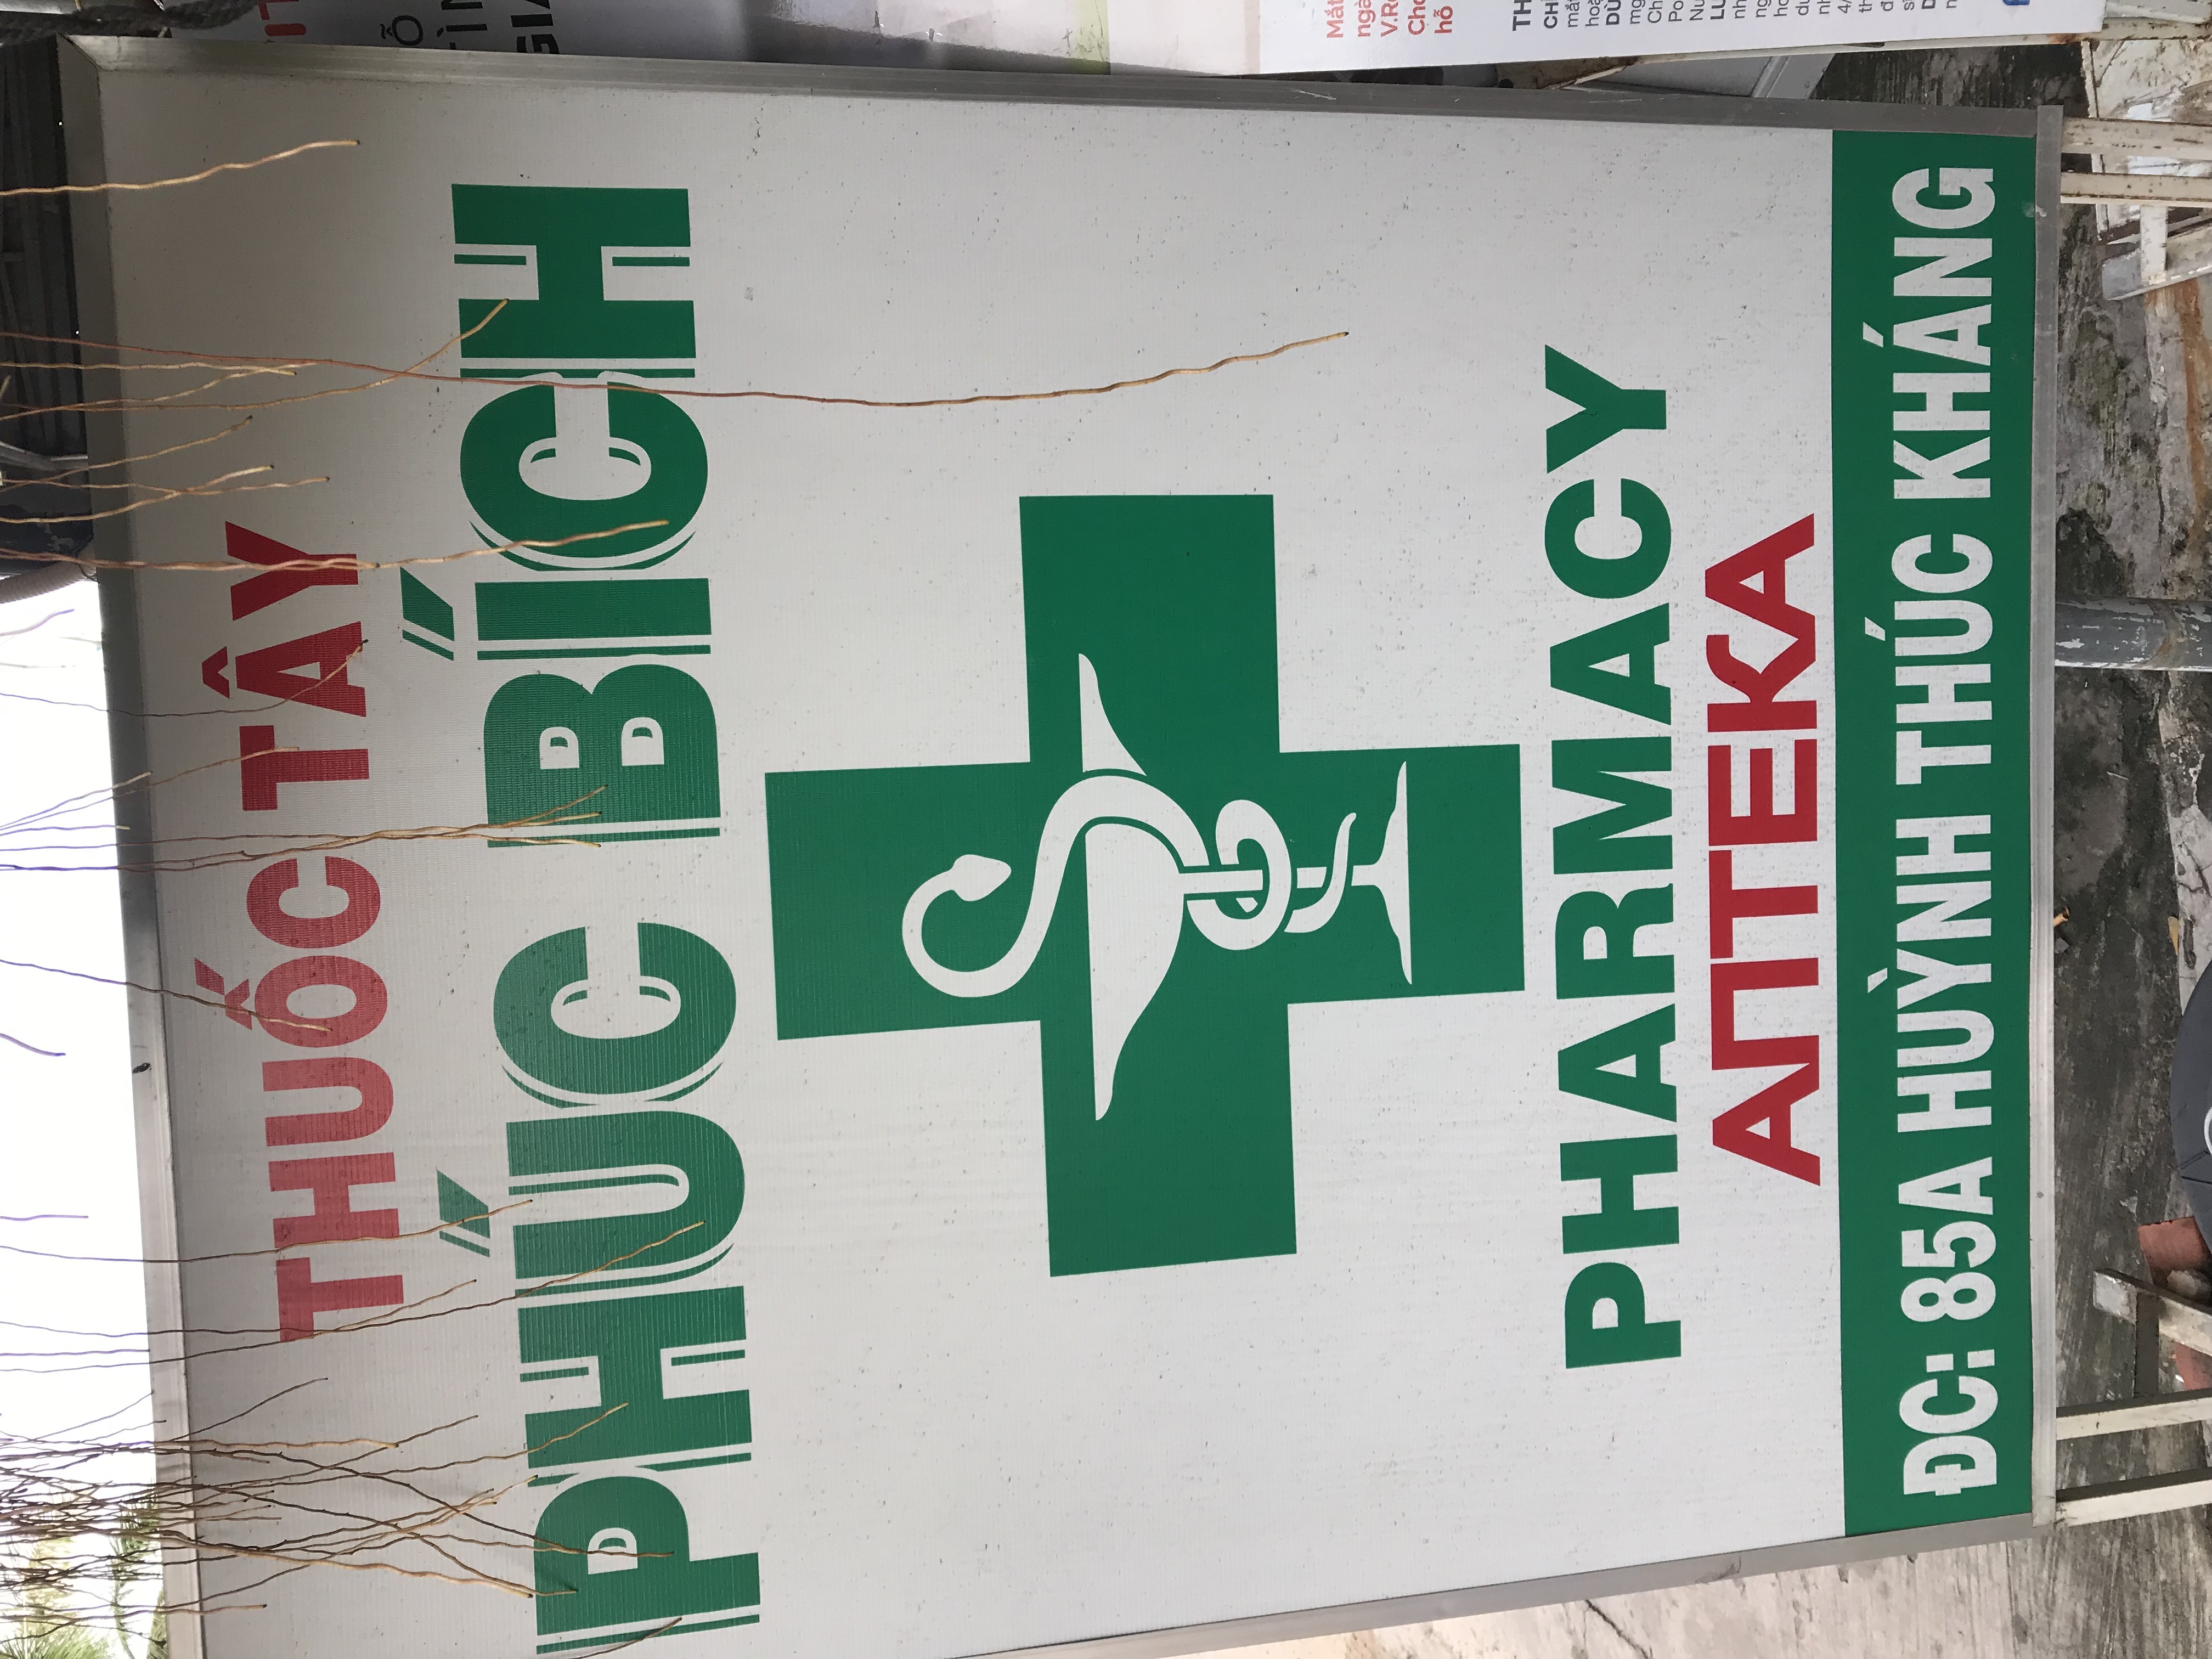 THUỐC TÂY
PHÚC BÍCH
PHARMACY
АПТЕКА
ĐC: 85A HUỲNH THÚC KHÁNG